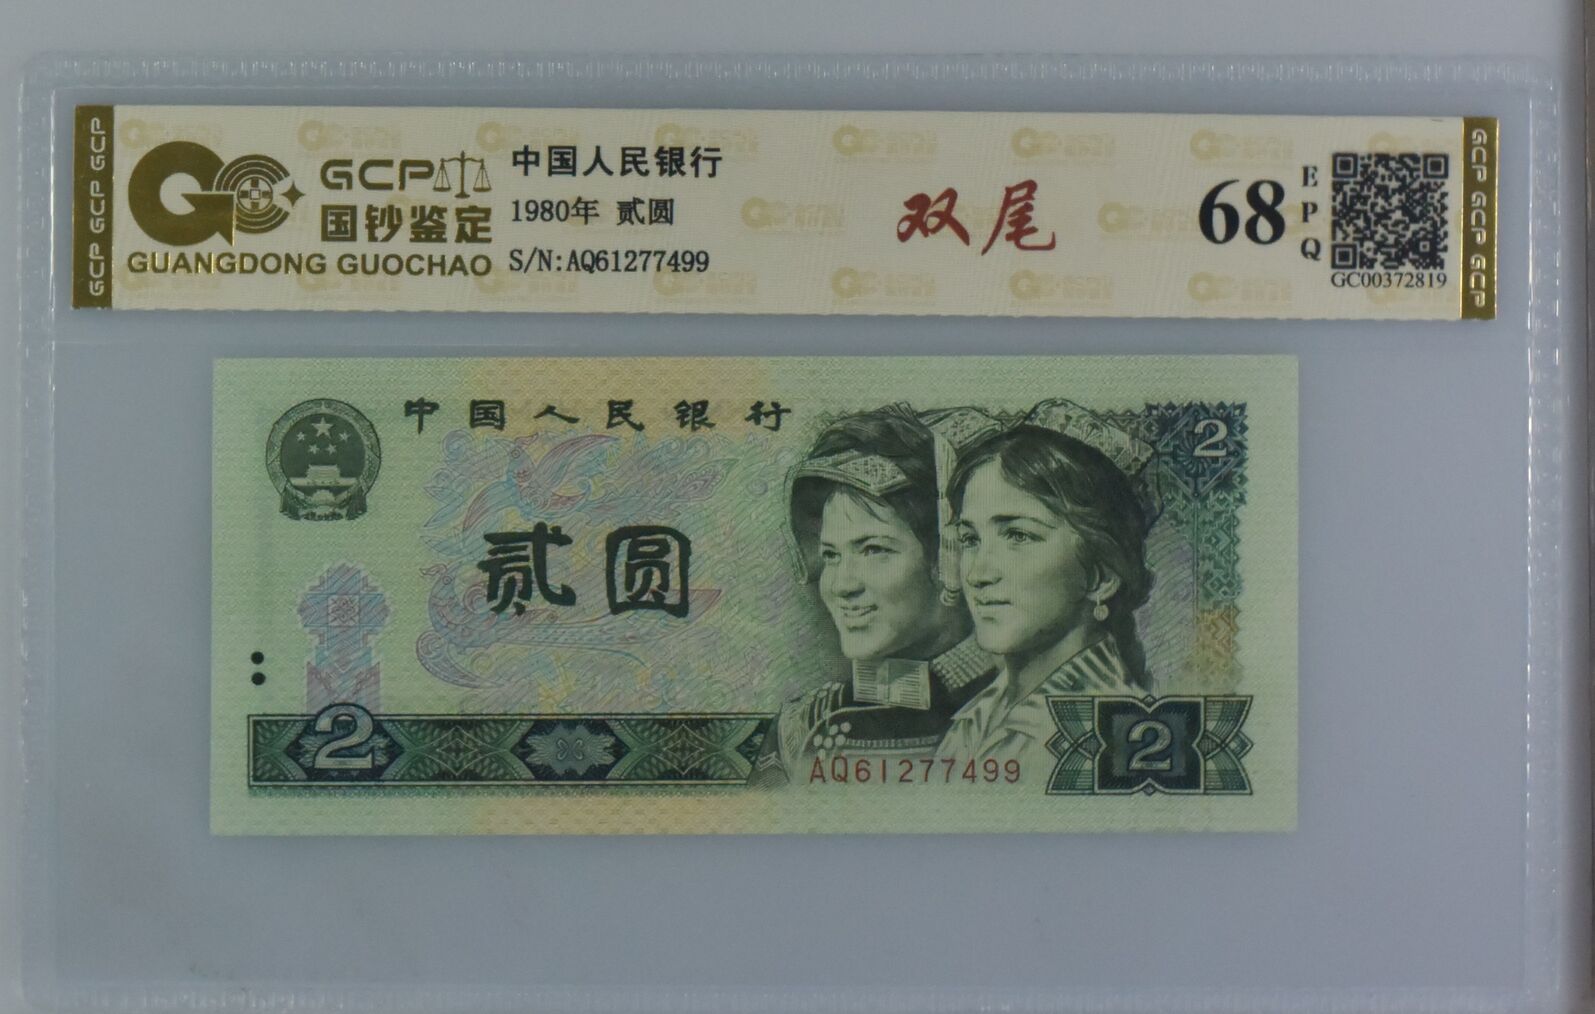 GCP GCP GCP
GCP
国钞鉴定
GUANGDONG GUOCHAO
中国人民银行
1980年 贰圆
S/N:AQ61277499
双尾
68
EPQ
GC00372819
GCP GCP GCP
中国人民银行
2
贰圆
2
AQ61277499
2